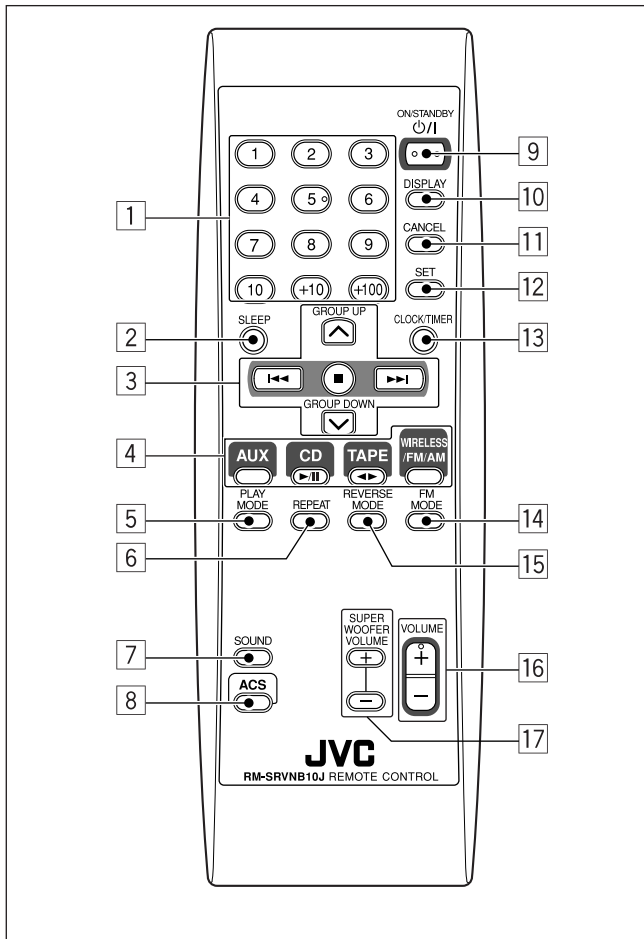 ON/STANDBY
⏻/I
1 2 3
9
DISPLAY
4 5 6
10
1
CANCEL
7 8 9
11
SET
10 +10 +100
12
GROUP UP
SLEEP
CLOCK/TIMER
2
13
3
GROUP DOWN
4
AUX CD TAPE WIRELESS
/FM/AM
PLAY
MODE
REPEAT
REVERSE
MODE
FM
MODE
5
14
6
15
SUPER
WOOFER
VOLUME
VOLUME
SOUND
+ +
7
16
ACS
− −
8
17
JVC
RM-SRVNB10J REMOTE CONTROL